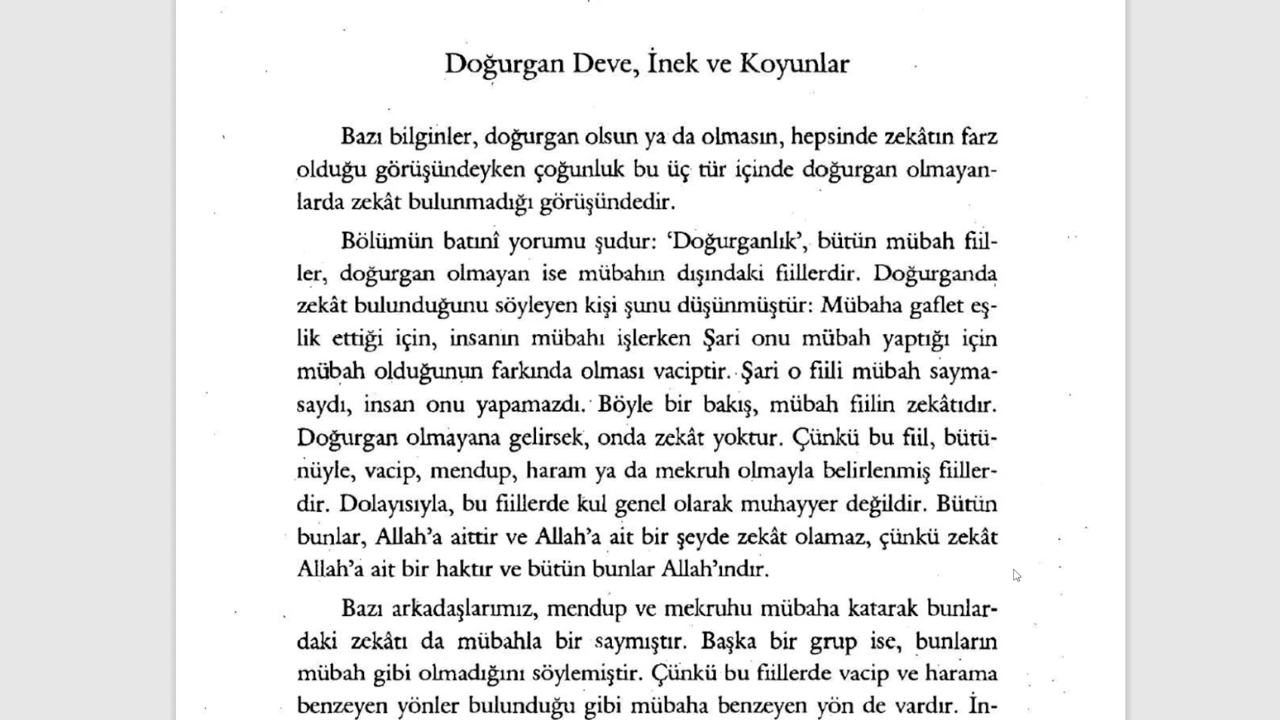 Doğurgan Deve, İnek ve Koyunlar
Bazı bilginler, doğurgan olsun ya da olmasın, hepsinde zekâtın farz
olduğu görüşündeyken çoğunluk bu üç tür içinde doğurgan olmayan-
larda zekât bulunmadığı görüşündedir.
Bölümün batınî yorumu şudur: ‘Doğurganlık’, bütün mübah fiil-
ler, doğurgan olmayan ise mübahın dışındaki fiillerdir. Doğurganda
zekât bulunduğunu söyleyen kişi şunu düşünmüştür: Mübaha gaflet eş-
lik ettiği için, insanın mübahı işlerken Şari onu mübah yaptığı için
mübah olduğunun farkında olması vaciptir. Şari o fiili mübah sayma-
saydı, insan onu yapamazdı. Böyle bir bakış, mübah fiilin zekâtıdır.
Doğurgan olmayana gelirsek, onda zekât yoktur. Çünkü bu fiil, bütü-
nüyle, vacip, mendup, haram ya da mekruh olmayla belirlenmiş fiiller-
dir. Dolayısıyla, bu fiillerde kul genel olarak muhayyer değildir. Bütün
bunlar, Allah’a aittir ve Allah’a ait bir şeyde zekât olamaz, çünkü zekât
Allah’a ait bir haktır ve bütün bunlar Allah’ındır.
Bazı arkadaşlarımız, mendup ve mekruhu mübaha katarak bunlar-
daki zekâtı da mübahla bir saymıştır. Başka bir grup ise, bunların
mübah gibi olmadığını söylemiştir. Çünkü bu fiillerde vacip ve harama
benzeyen yönler bulunduğu gibi mübaha benzeyen yön de vardır. İn-